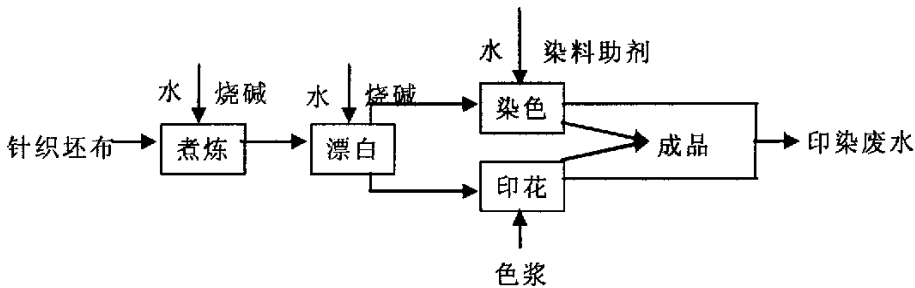 水 染料助剂
水 烧碱 水 烧碱
染色
针织坯布 煮炼 漂白 成品 印染废水
印花
色浆